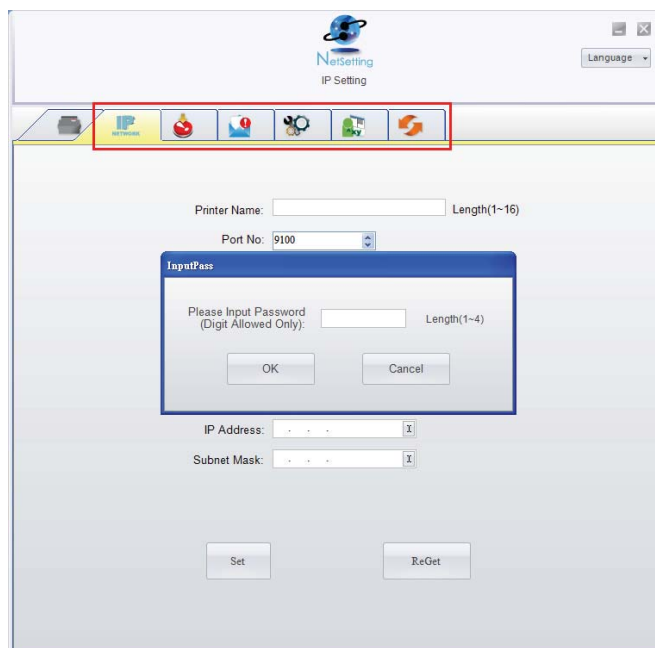 NetSetting
IP Setting
Language
IP
NETWORK
Printer Name:
Length(1~16)
Port No: 9100
InputPass
Please Input Password
(Digit Allowed Only):
Length(1~4)
OK
Cancel
IP Address: . . .
Subnet Mask: . . .
Set
ReGet